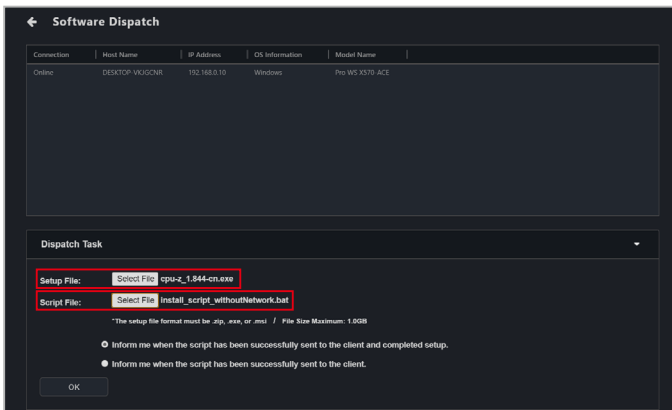 Software Dispatch
Connection Host Name IP Address OS Information Model Name
Online DESKTOP-VKJGCNR 192.168.0.10 Windows Pro WS X570-ACE
Dispatch Task
Setup File: Select File cpu-z_1.844-cn.exe
Script File: Select File Install_script_withoutNetwork.bat
*The setup file format must be .zip, .exe, or .msi / File Size Maximum: 1.0GB
Inform me when the script has been successfully sent to the client and completed setup.
Inform me when the script has been successfully sent to the client.
OK